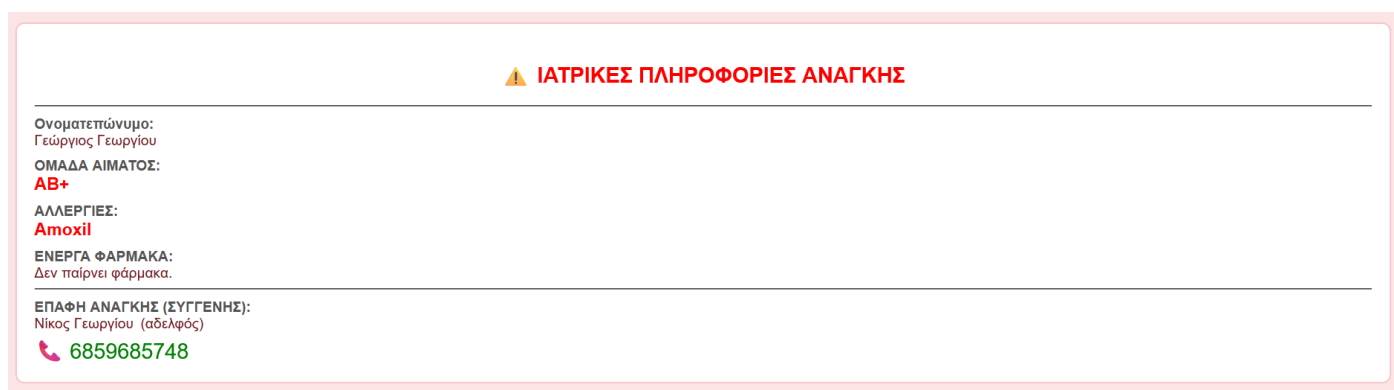 ⚠ ΙΑΤΡΙΚΕΣ ΠΛΗΡΟΦΟΡΙΕΣ ΑΝΑΓΚΗΣ
Ονοματεπώνυμο:
Γεώργιος Γεωργίου
ΟΜΑΔΑ ΑΙΜΑΤΟΣ:
AB+
ΑΛΛΕΡΓΙΕΣ:
Amoxil
ΕΝΕΡΓΑ ΦΑΡΜΑΚΑ:
Δεν παίρνει φάρμακα.
ΕΠΑΦΗ ΑΝΑΓΚΗΣ (ΣΥΓΓΕΝΗΣ):
Νίκος Γεωργίου (αδελφός)
📞 6859685748